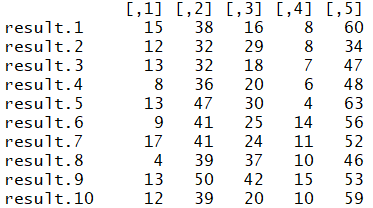 [,1] [,2] [,3] [,4] [,5]
result.1 15 38 16 8 60
result.2 12 32 29 8 34
result.3 13 32 18 7 47
result.4 8 36 20 6 48
result.5 13 47 30 4 63
result.6 9 41 25 14 56
result.7 17 41 24 11 52
result.8 4 39 37 10 46
result.9 13 50 42 15 53
result.10 12 39 20 10 59